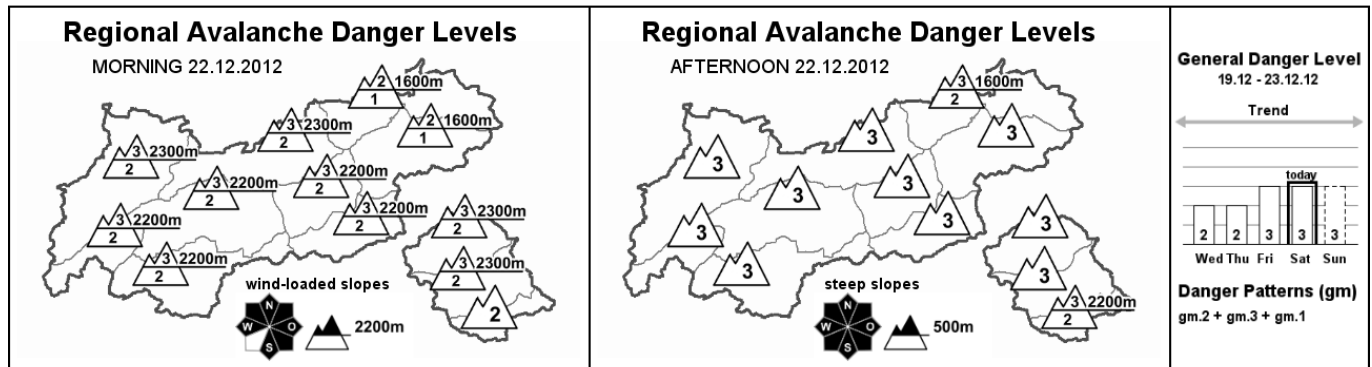 Regional Avalanche Danger Levels
MORNING 22.12.2012
2 1600m
1
3 2300m
2
2 1600m
1
3 2300m
2
3 2200m
2
3 2200m
2
3 2200m
2
3 2300m
2
3 2200m
2
3 2200m
2
3 2300m
2
2
wind-loaded slopes
N
W O
S
2200m
Regional Avalanche Danger Levels
AFTERNOON 22.12.2012
3 1600m
2
3
3
3
3
3
3
3
3
3
3
3 2200m
2
steep slopes
N
W O
S
500m
General Danger Level
19.12 - 23.12.12
Trend
today
2 2 3 3 3
Wed Thu Fri Sat Sun
Danger Patterns (gm)
gm.2 + gm.3 + gm.1